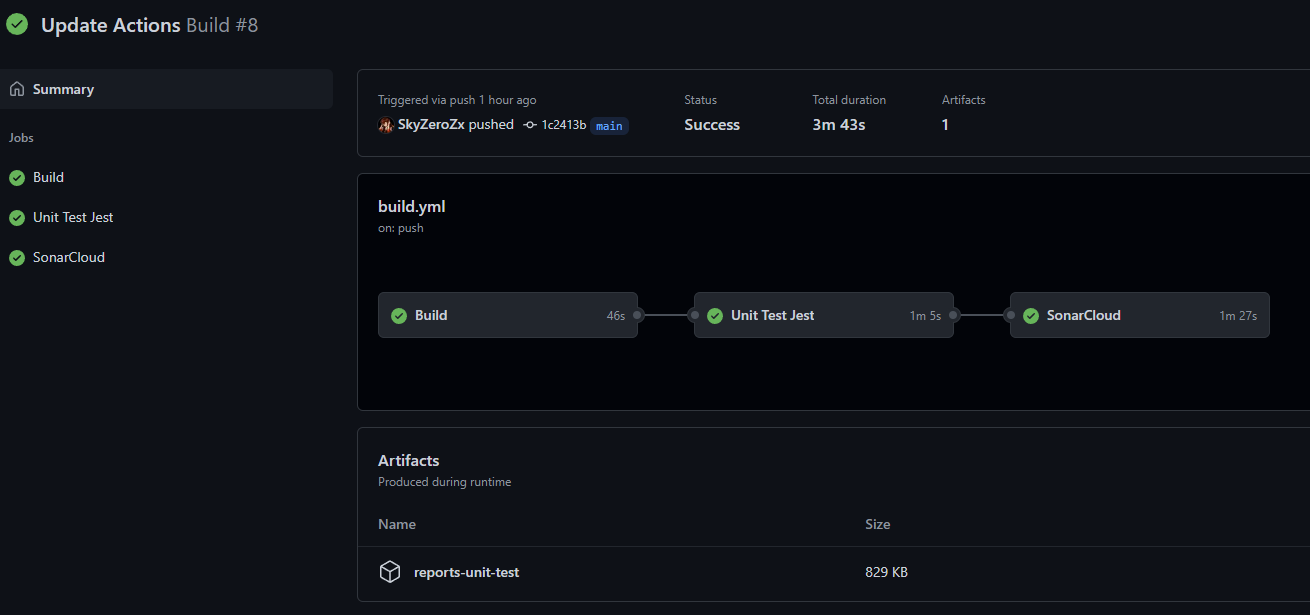 Update Actions Build #8
Summary
Jobs
Build
Unit Test Jest
SonarCloud
Triggered via push 1 hour ago
SkyZeroZx pushed 1c2413b main
Status
Success
Total duration
3m 43s
Artifacts
1
build.yml
on: push
Build 46s
Unit Test Jest 1m 5s
SonarCloud 1m 27s
Artifacts
Produced during runtime
Name Size
reports-unit-test 829 KB